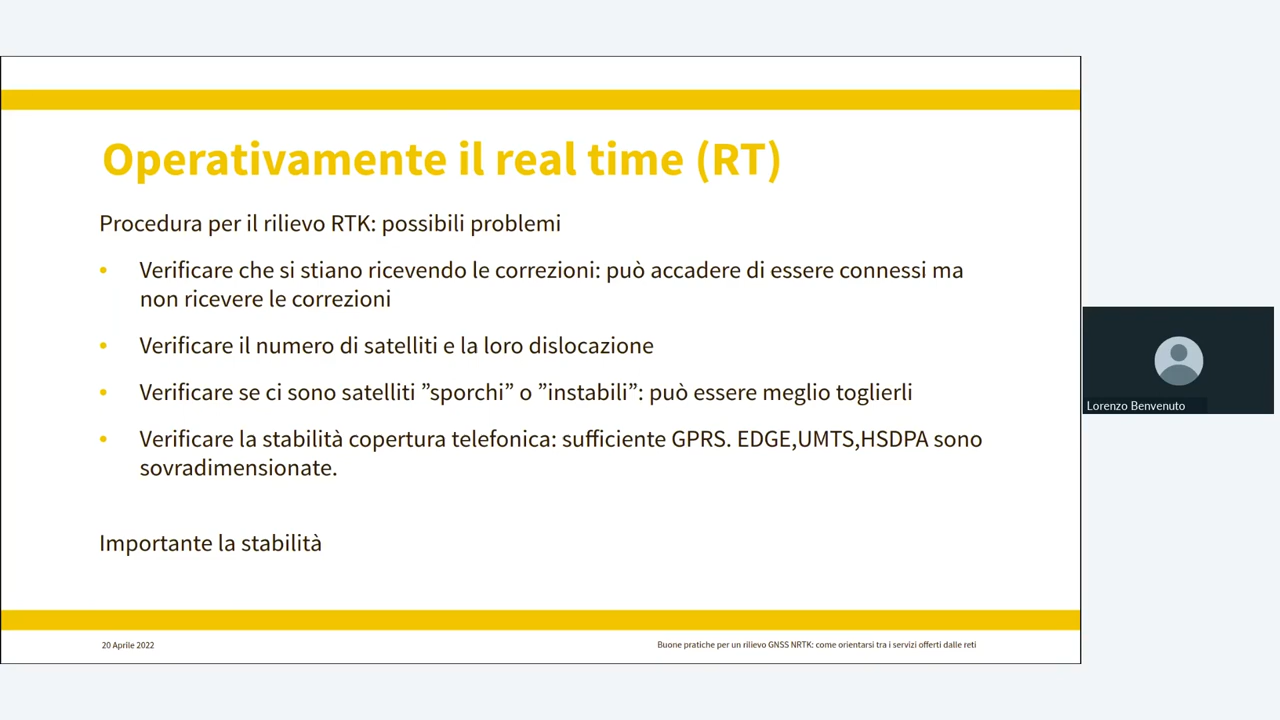 Operativamente il real time (RT)
Procedura per il rilievo RTK: possibili problemi
• Verificare che si stiano ricevendo le correzioni: può accadere di essere connessi ma
non ricevere le correzioni
• Verificare il numero di satelliti e la loro dislocazione
• Verificare se ci sono satelliti ”sporchi” o ”instabili”: può essere meglio toglierli
• Verificare la stabilità copertura telefonica: sufficiente GPRS. EDGE,UMTS,HSDPA sono
sovradimensionate.
Importante la stabilità
20 Aprile 2022
Buone pratiche per un rilievo GNSS NRTK: come orientarsi tra i servizi offerti dalle reti
Lorenzo Benvenuto